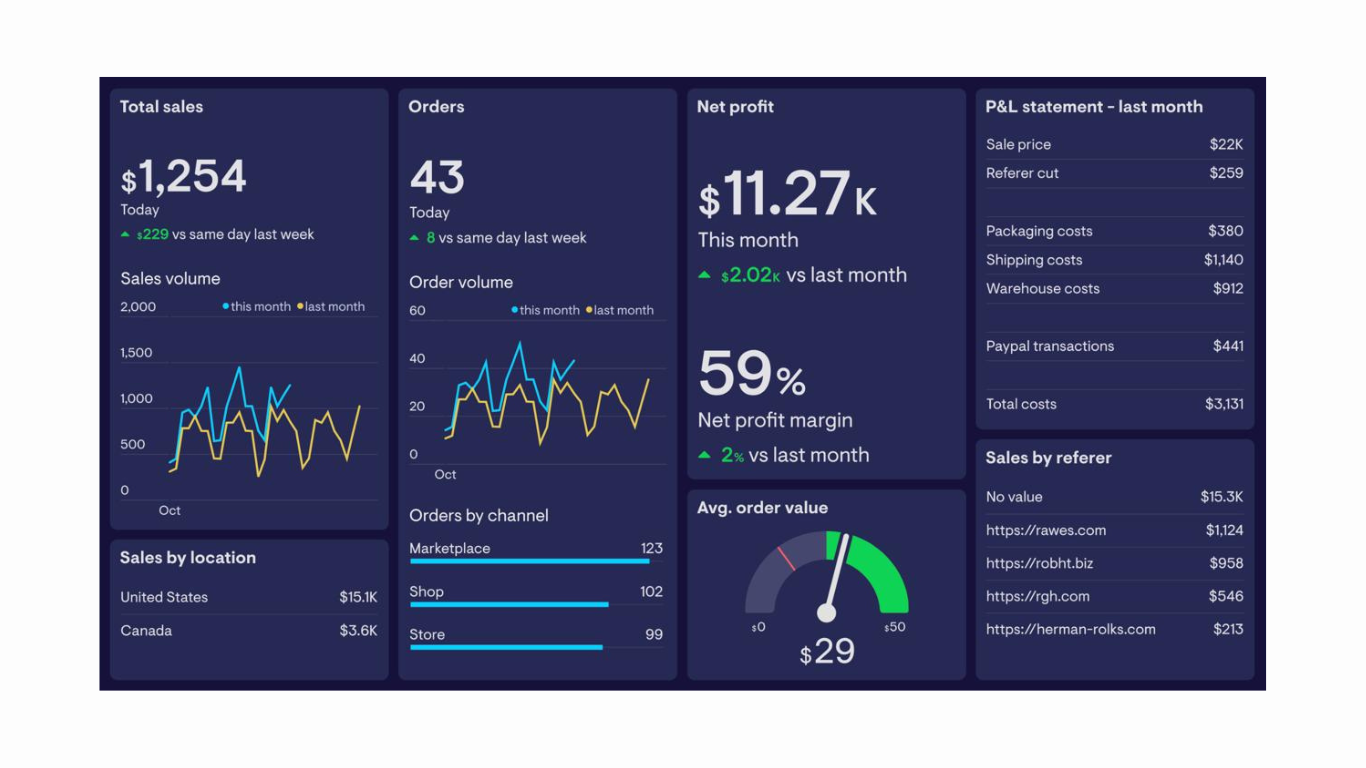 Total sales
$1,254
Today
$229 vs same day last week
Sales volume
this month last month
2,000
1,500
1,000
500
0
Oct
Sales by location
United States $15.1K
Canada $3.6K
Orders
43
Today
8 vs same day last week
Order volume
this month last month
60
40
20
0
Oct
Orders by channel
Marketplace 123
Shop 102
Store 99
Net profit
$11.27K
This month
$2.02K vs last month
59%
Net profit margin
2% vs last month
Avg. order value
$0 $50
$29
P&L statement - last month
Sale price $22K
Referer cut $259
Packaging costs $380
Shipping costs $1,140
Warehouse costs $912
Paypal transactions $441
Total costs $3,131
Sales by referer
No value $15.3K
https://rawes.com $1,124
https://robht.biz $958
https://rgh.com $546
https://herman-rolks.com $213